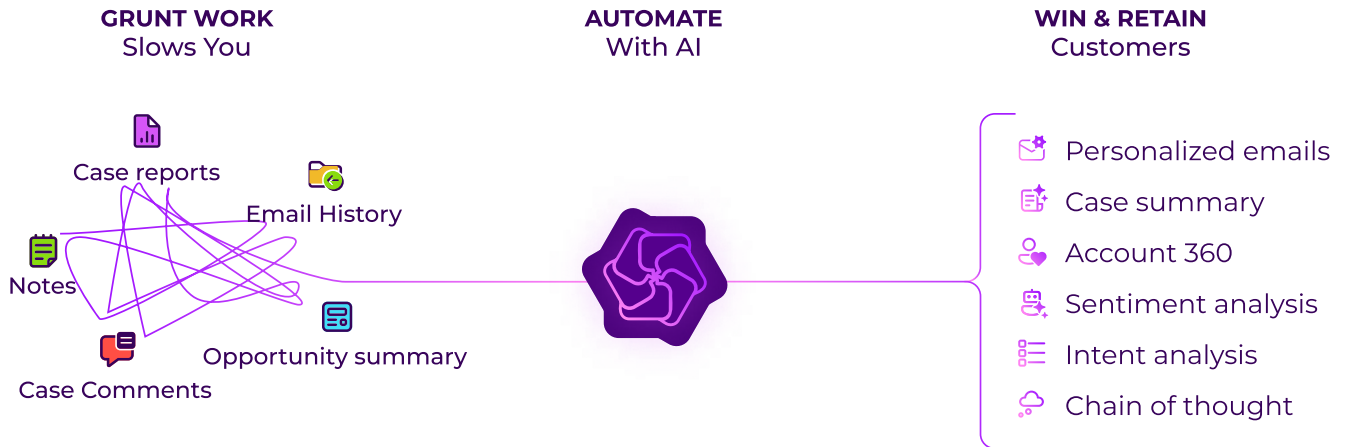 GRUNT WORK
Slows You
AUTOMATE
With AI
WIN & RETAIN
Customers
Case reports
Email History
Notes
Opportunity summary
Case Comments
Personalized emails
Case summary
Account 360
Sentiment analysis
Intent analysis
Chain of thought